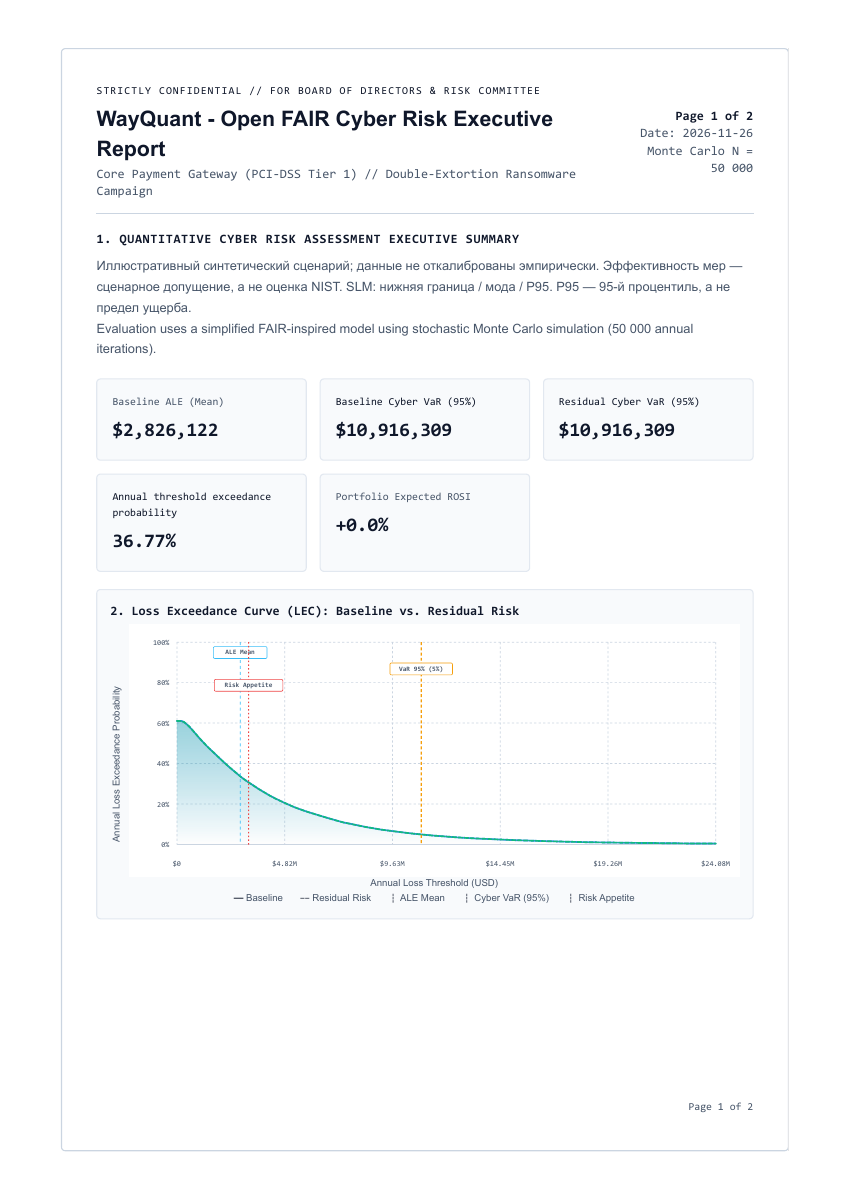 STRICTLY CONFIDENTIAL // FOR BOARD OF DIRECTORS & RISK COMMITTEE
WayQuant - Open FAIR Cyber Risk Executive
Report
Core Payment Gateway (PCI-DSS Tier 1) // Double-Extortion Ransomware
Campaign
Page 1 of 2
Date: 2026-11-26
Monte Carlo N =
50 000
1. QUANTITATIVE CYBER RISK ASSESSMENT EXECUTIVE SUMMARY
Иллюстративный синтетический сценарий; данные не откалиброваны эмпирически. Эффективность мер —
сценарное допущение, а не оценка NIST. SLM: нижняя граница / мода / P95. P95 — 95-й процентиль, а не
предел ущерба.
Evaluation uses a simplified FAIR-inspired model using stochastic Monte Carlo simulation (50 000 annual
iterations).
Baseline ALE (Mean)
$2,826,122
Baseline Cyber VaR (95%)
$10,916,309
Residual Cyber VaR (95%)
$10,916,309
Annual threshold exceedance
probability
36.77%
Portfolio Expected ROSI
+0.0%
2. Loss Exceedance Curve (LEC): Baseline vs. Residual Risk
100%
80%
60%
40%
20%
0%
ALE Mean
Risk Appetite
VaR 95% (5%)
Annual Loss Exceedance Probability
$0
$4.82M
$9.63M
$14.45M
$19.26M
$24.08M
Annual Loss Threshold (USD)
— Baseline -- Residual Risk ┆ ALE Mean ┆ Cyber VaR (95%) ┆ Risk Appetite
Page 1 of 2